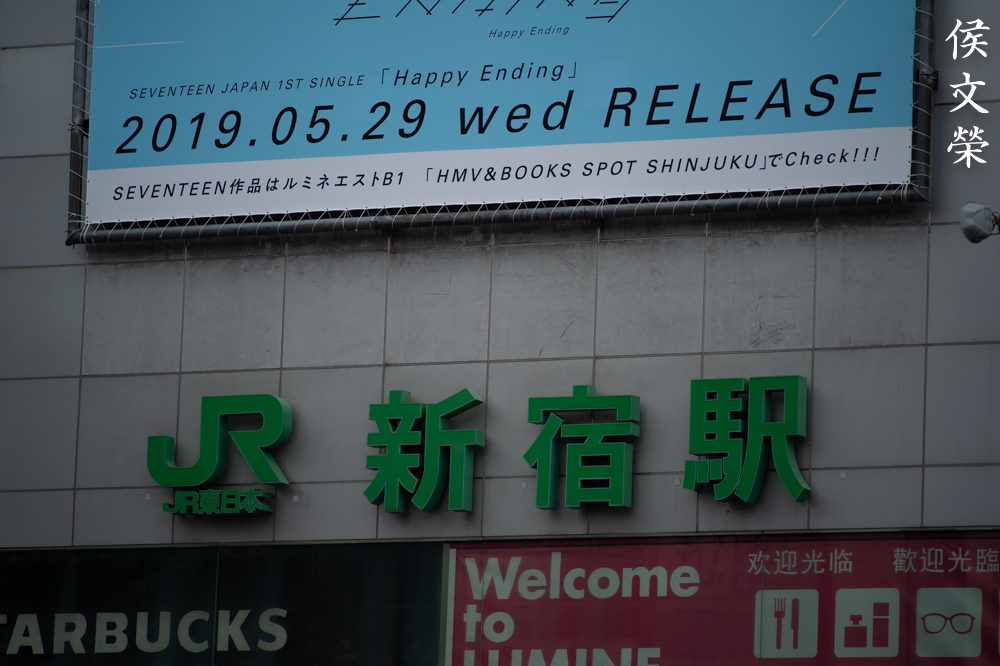 Happy Ending
SEVENTEEN JAPAN 1ST SINGLE 「Happy Ending」
2019.05.29 wed RELEASE
SEVENTEEN作品はルミネエストB1 「HMV&BOOKS SPOT SHINJUKU」でCheck!!!
侯文榮
JR 新宿駅
JR東日本
TARBUCKS
Welcome
to
LUMINE
欢迎光临 歡迎光臨